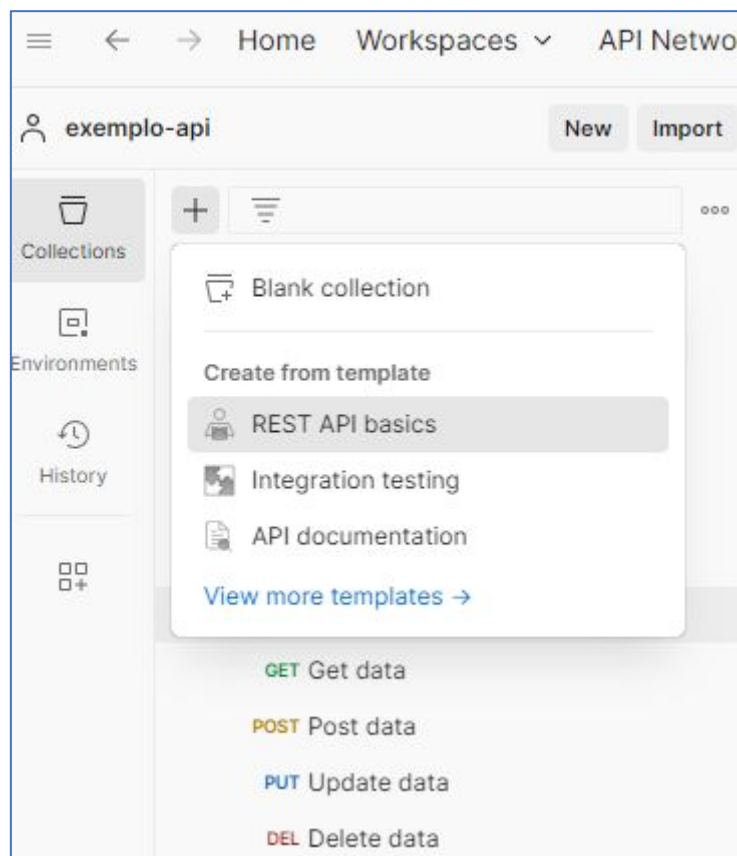 Home Workspaces API Netwo
exemplo-api New Import
Collections
Blank collection
Environments
Create from template
REST API basics
History
Integration testing
API documentation
View more templates →
GET Get data
POST Post data
PUT Update data
DEL Delete data